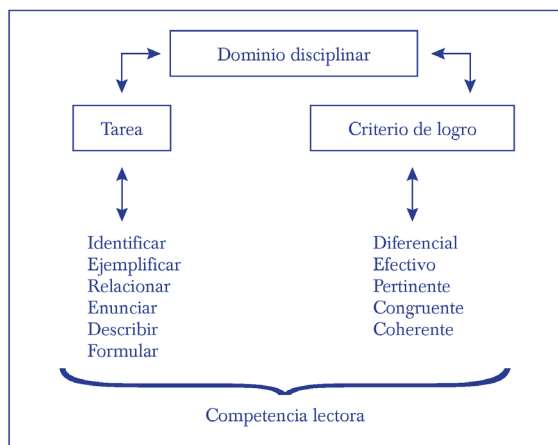 Dominio disciplinar
Tarea
Criterio de logro
Identificar
Ejemplificar
Relacionar
Enunciar
Describir
Formular
Diferencial
Efectivo
Pertinente
Congruente
Coherente
Competencia lectora